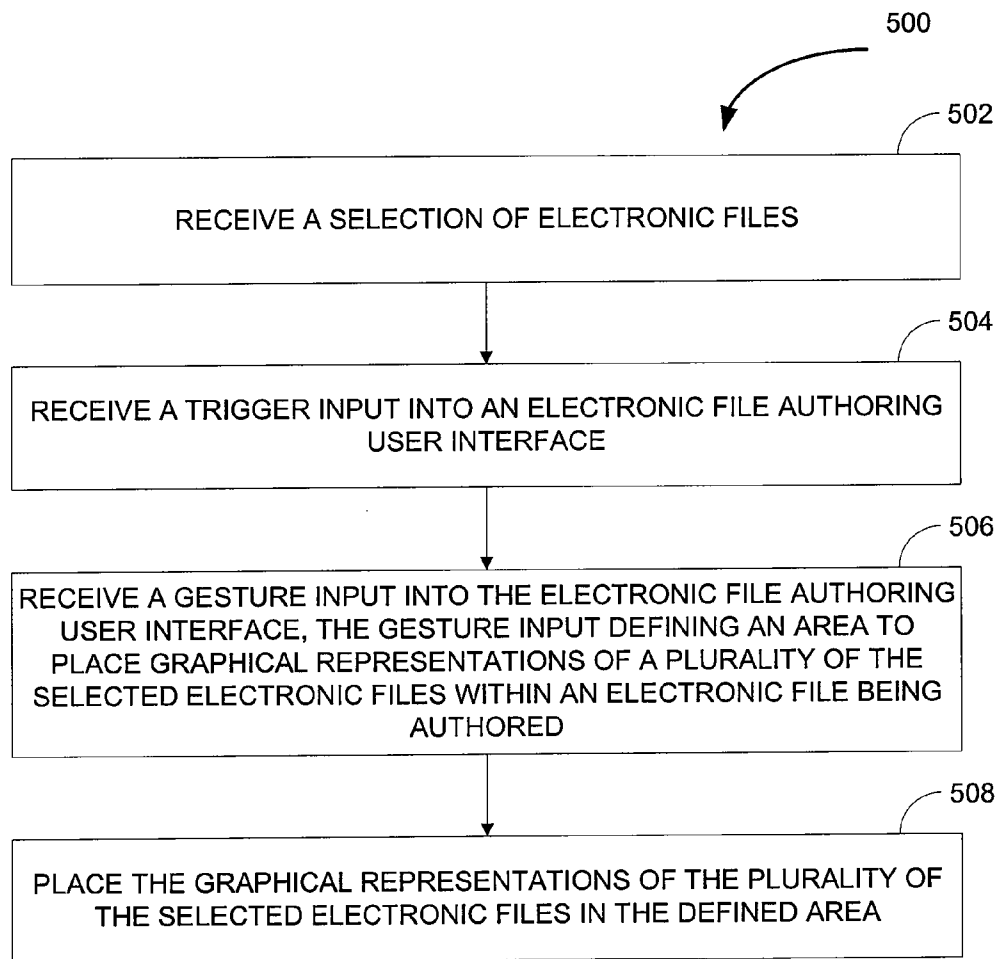 500
502
RECEIVE A SELECTION OF ELECTRONIC FILES
504
RECEIVE A TRIGGER INPUT INTO AN ELECTRONIC FILE AUTHORING
USER INTERFACE
506
RECEIVE A GESTURE INPUT INTO THE ELECTRONIC FILE AUTHORING
USER INTERFACE, THE GESTURE INPUT DEFINING AN AREA TO
PLACE GRAPHICAL REPRESENTATIONS OF A PLURALITY OF THE
SELECTED ELECTRONIC FILES WITHIN AN ELECTRONIC FILE BEING
AUTHORED
508
PLACE THE GRAPHICAL REPRESENTATIONS OF THE PLURALITY OF
THE SELECTED ELECTRONIC FILES IN THE DEFINED AREA